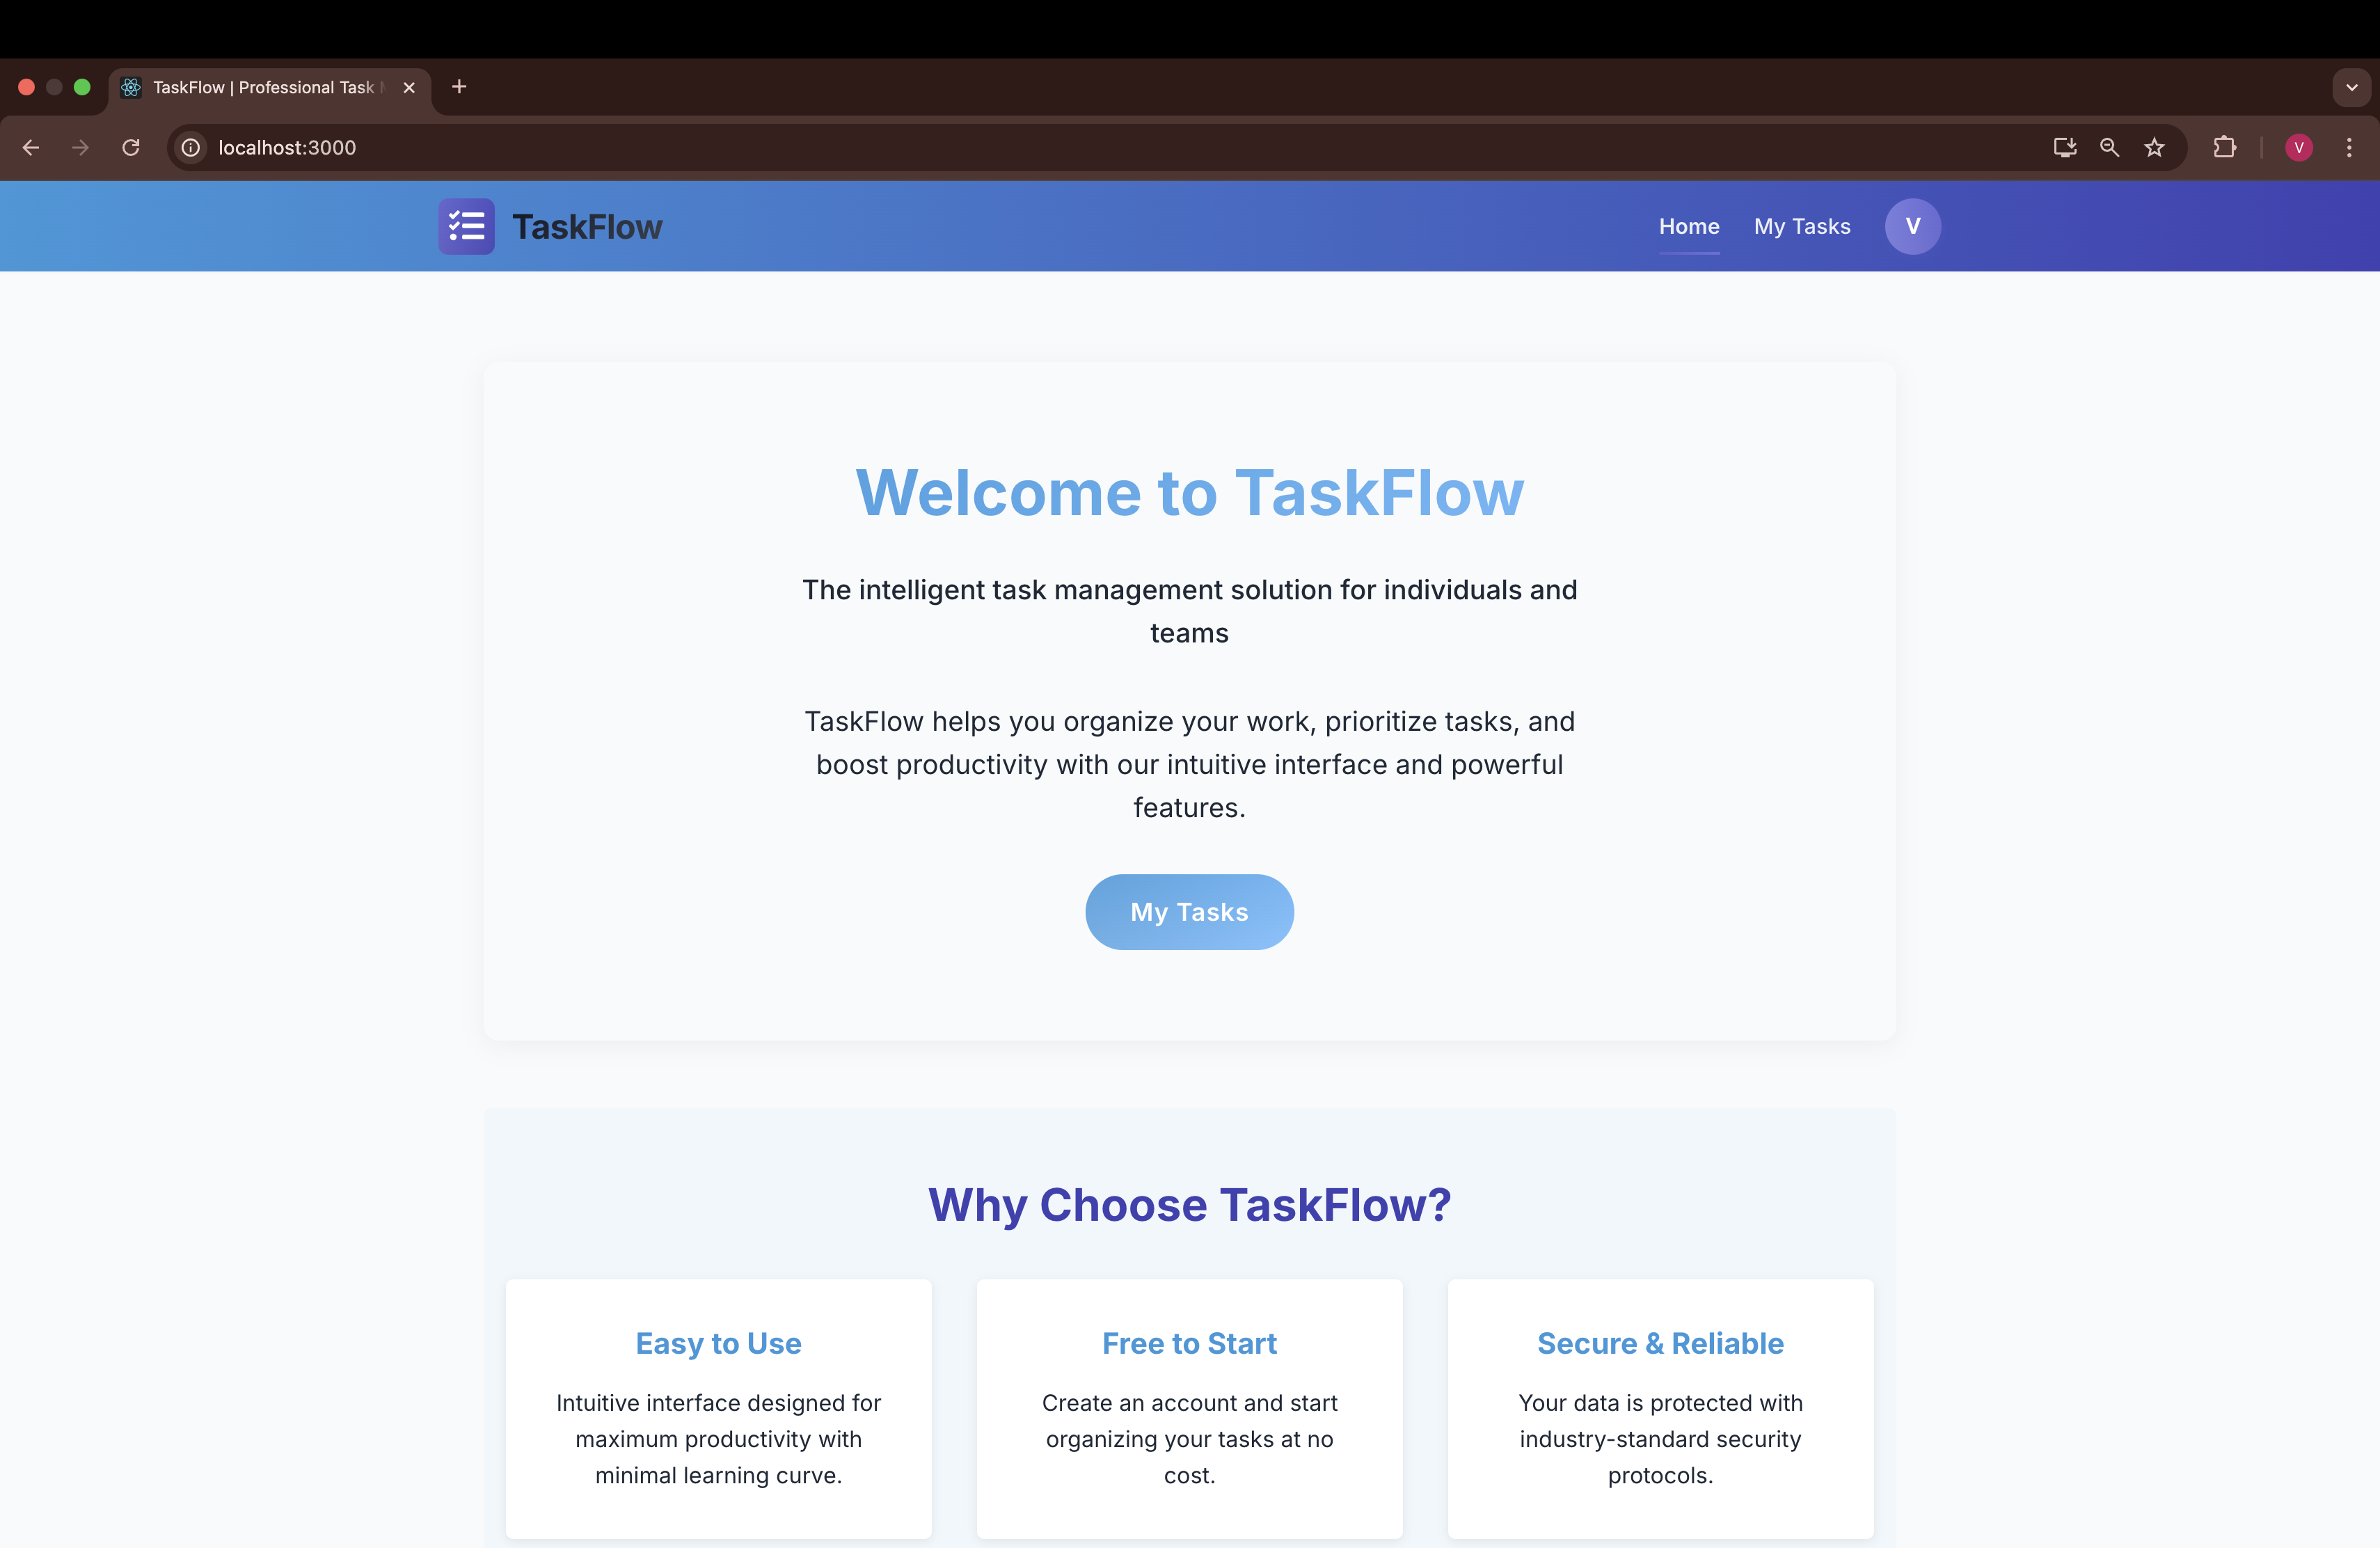 TaskFlow | Professional Task
localhost:3000
V
TaskFlow
Home
My Tasks
V
Welcome to TaskFlow
The intelligent task management solution for individuals and
teams
TaskFlow helps you organize your work, prioritize tasks, and
boost productivity with our intuitive interface and powerful
features.
My Tasks
Why Choose TaskFlow?
Easy to Use
Intuitive interface designed for
maximum productivity with
minimal learning curve.
Free to Start
Create an account and start
organizing your tasks at no
cost.
Secure & Reliable
Your data is protected with
industry-standard security
protocols.